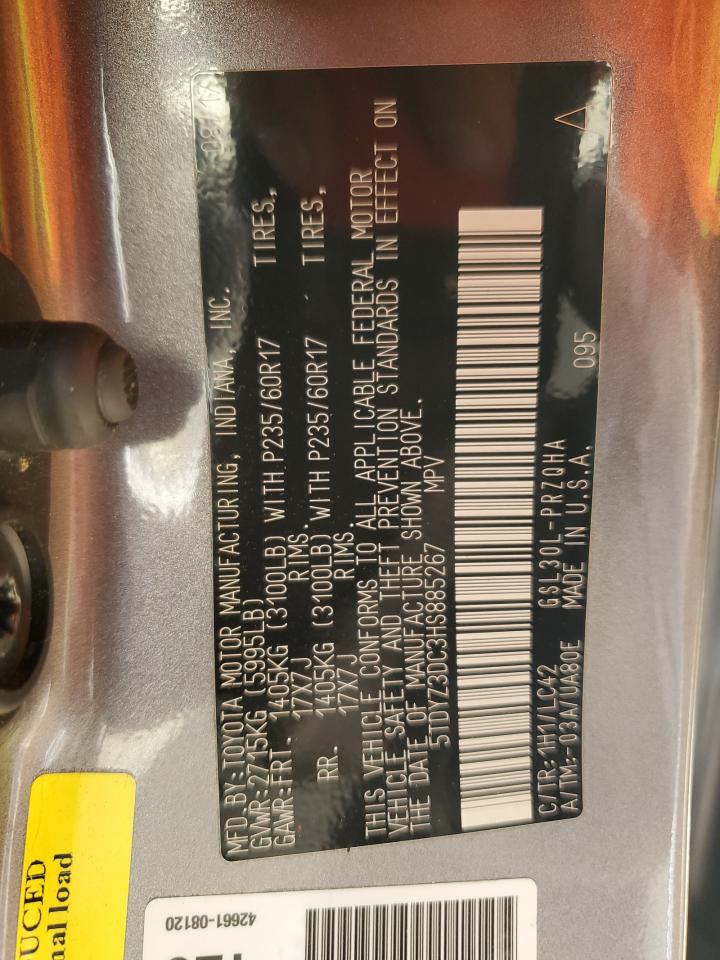 MFD.BY:TOYOTA MOTOR MANUFACTURING, INDIANA, INC.
GVWR:2715KG (5995LB)
GAWR:FRT. 1405KG (3100LB) WITH P235/60R17 TIRES,
17X7J RIMS.
RR. 1405KG (3100LB) WITH P235/60R17 TIRES,
17X7J RIMS.
THIS VEHICLE CONFORMS TO ALL APPLICABLE FEDERAL MOTOR
VEHICLE SAFETY AND THEFT PREVENTION STANDARDS IN EFFECT ON
THE DATE OF MANUFACTURE SHOWN ABOVE.
5TDYZ3DC3HS885267 MPV
C/TR:1H1/LC42 GSL30L-PRZQHA 095
A/TM:-03A/UA80E MADE IN U.S.A.
UCED
nal load
42661-08120